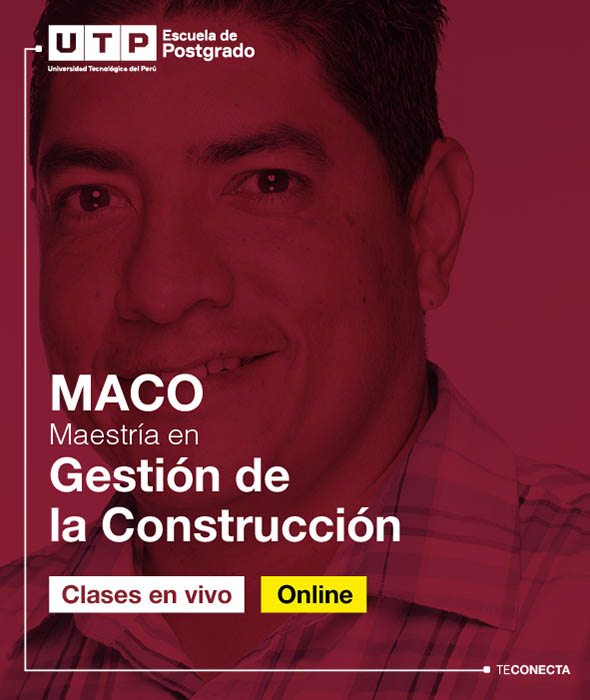 UTP
Universidad Tecnológica del Perú
Escuela de
Postgrado
MACO
Maestría en
Gestión de
la Construcción
Clases en vivo
Online
TECONECTA